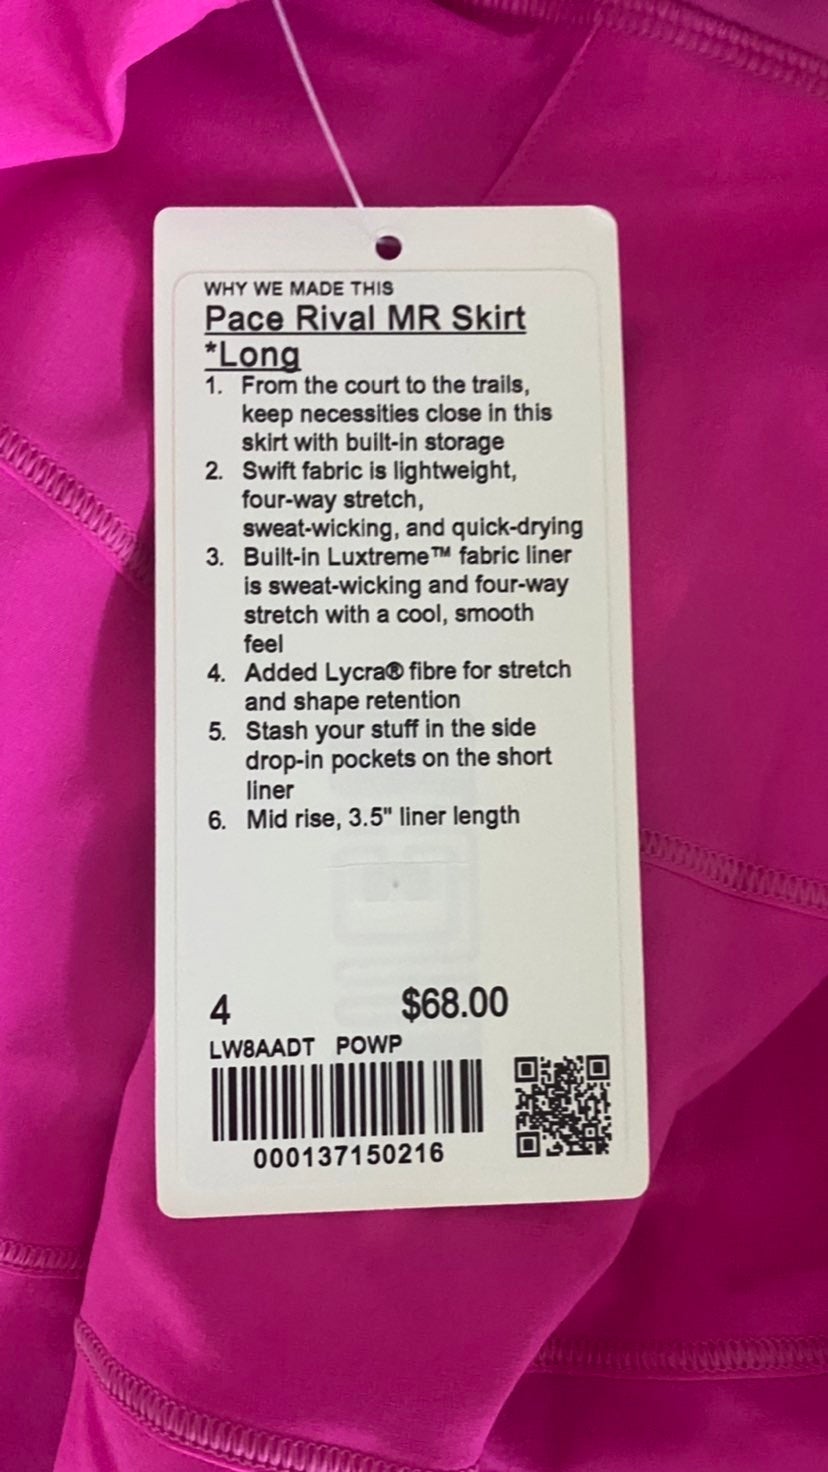 WHY WE MADE THIS
Pace Rival MR Skirt
*Long
1. From the court to the trails,
keep necessities close in this
skirt with built-in storage
2. Swift fabric is lightweight,
four-way stretch,
sweat-wicking, and quick-drying
3. Built-in Luxtreme™ fabric liner
is sweat-wicking and four-way
stretch with a cool, smooth
feel
4. Added Lycra® fibre for stretch
and shape retention
5. Stash your stuff in the side
drop-in pockets on the short
liner
6. Mid rise, 3.5" liner length
4 $68.00
LW8AADT POWP
000137150216